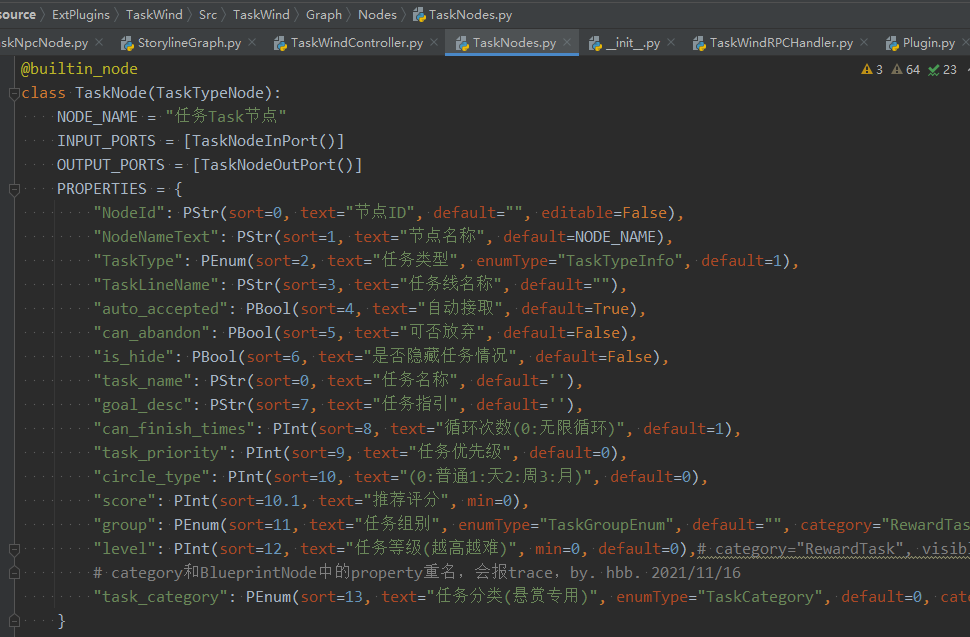 source ExtPlugins TaskWind Src TaskWind Graph Nodes TaskNodes.py
skNpcNode.py StorylineGraph.py TaskWindController.py TaskNodes.py __init__.py TaskWindRPCHandler.py Plugin.py
@builtin_node 3 64 23
class TaskNode(TaskTypeNode):
NODE_NAME = "任务Task节点"
INPUT_PORTS = [TaskNodeInPort()]
OUTPUT_PORTS = [TaskNodeOutPort()]
PROPERTIES = {
"NodeId": PStr(sort=0, text="节点ID", default="", editable=False),
"NodeNameText": PStr(sort=1, text="节点名称", default=NODE_NAME),
"TaskType": PEnum(sort=2, text="任务类型", enumType="TaskTypeInfo", default=1),
"TaskLineName": PStr(sort=3, text="任务线名称", default=""),
"auto_accepted": PBool(sort=4, text="自动接取", default=True),
"can_abandon": PBool(sort=5, text="可否放弃", default=False),
"is_hide": PBool(sort=6, text="是否隐藏任务情况", default=False),
"task_name": PStr(sort=0, text="任务名称", default=''),
"goal_desc": PStr(sort=7, text="任务指引", default=''),
"can_finish_times": PInt(sort=8, text="循环次数(0:无限循环)", default=1),
"task_priority": PInt(sort=9, text="任务优先级", default=0),
"circle_type": PInt(sort=10, text="(0:普通1:天2:周3:月)", default=0),
"score": PInt(sort=10.1, text="推荐评分", min=0),
"group": PEnum(sort=11, text="任务组别", enumType="TaskGroupEnum", default="", category="RewardTas
"level": PInt(sort=12, text="任务等级(越高越难)", min=0, default=0),# category="RewardTask", visibl
# category和BlueprintNode中的property重名, 会报trace, by. hbb. 2021/11/16
"task_category": PEnum(sort=13, text="任务分类(悬赏专用)", enumType="TaskCategory", default=0, cate
}